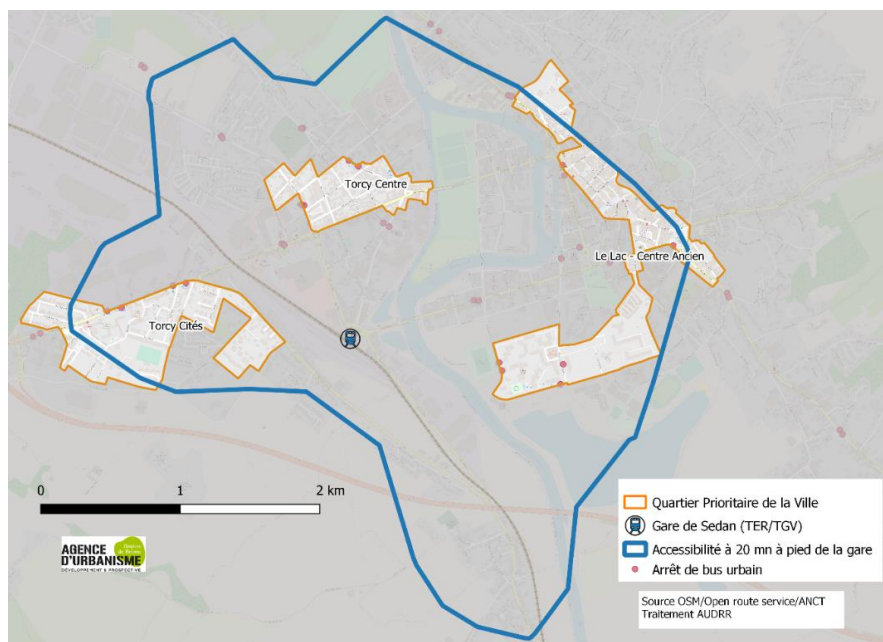 Torcy Centre
Le Lac - Centre Ancien
Torcy Cités
0 1 2 km
AGENCE
D'URBANISME
DÉVELOPPEMENT & PROSPECTIVE
Quartier Prioritaire de la Ville
Gare de Sedan (TER/TGV)
Accessibilité à 20 mn à pied de la gare
Arrêt de bus urbain
Source OSM/Open route service/ANCT
Traitement AUDRR